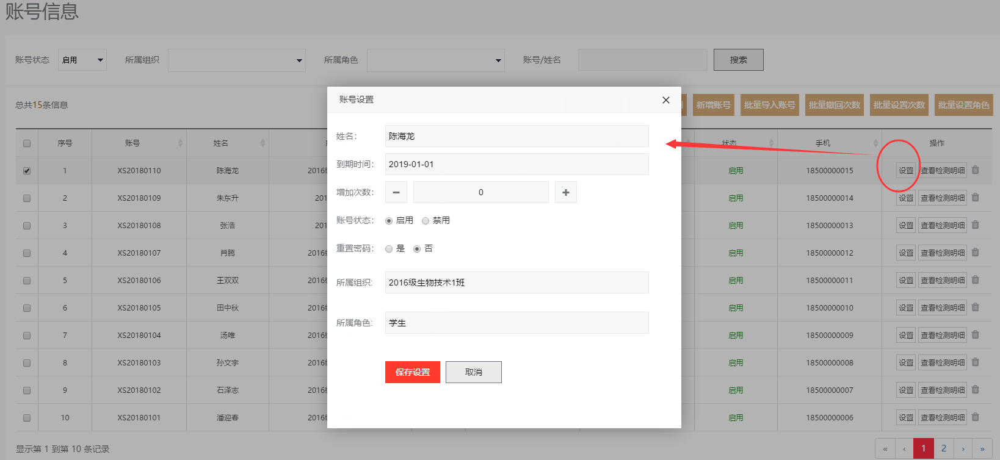 账号信息
账号状态 启用 所属组织 所属角色 账号/姓名 搜索
总共15条信息 新增账号 批量导入账号 批量撤回次数 批量设置次数 批量设置角色
账号设置
姓名： 陈海龙
到期时间： 2019-01-01
增加次数： 0
账号状态： 启用 禁用
重置密码： 是 否
所属组织: 2016级生物技术1班
所属角色: 学生
保存设置 取消
序号 账号 姓名 状态 手机 操作
1 XS20180110 陈海龙 2016 启用 18500000015 设置 查看检测明细
2 XS20180109 朱东升 201 启用 18500000014 设置 查看检测明细
3 XS20180108 张浩 201 启用 18500000013 设置 查看检测明细
4 XS20180107 肖腾 2016 启用 18500000012 设置 查看检测明细
5 XS20180106 王双双 2016 启用 18500000011 设置 查看检测明细
6 XS20180105 田中秋 2016 启用 18500000010 设置 查看检测明细
7 XS20180104 汤唯 2016 启用 18500000009 设置 查看检测明细
8 XS20180103 孙文宇 2016 启用 18500000008 设置 查看检测明细
9 XS20180102 石泽志 2016 启用 18500000007 设置 查看检测明细
10 XS20180101 潘迎春 2016 启用 18500000006 设置 查看检测明细
显示第 1 到第 10 条记录 « ‹ 1 2 › »